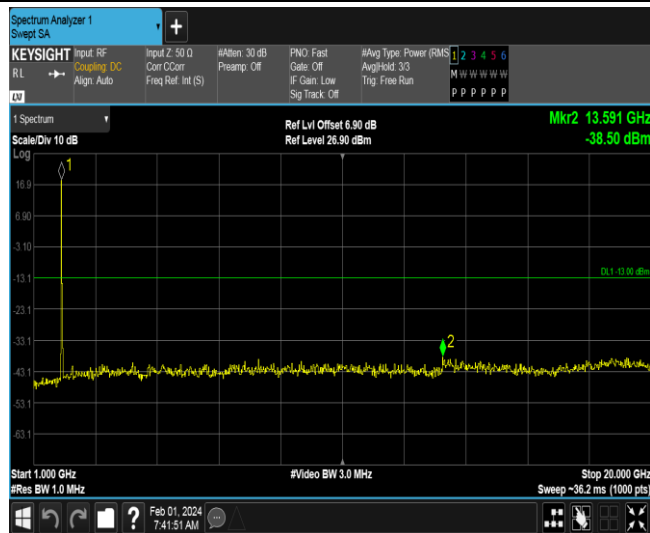 Spectrum Analyzer 1
Swept SA
+
KEYSIGHT
RL
Input: RF
Coupling: DC
Align: Auto
Input Z: 50 Ω
Corr CCorr
Freq Ref: Int (S)
#Atten: 30 dB
Preamp: Off
PNO: Fast
Gate: Off
IF Gain: Low
Sig Track: Off
#Avg Type: Power (RMS
Avg|Hold: 3/3
Trig: Free Run
1 2 3 4 5 6
M W W W W W
P P P P P P
1 Spectrum
Scale/Div 10 dB
Ref Lvl Offset 6.90 dB
Ref Level 26.90 dBm
Mkr2 13.591 GHz
-38.50 dBm
Log
1
16.9
6.90
-3.10
DL1 -13.00 dBm
-13.1
-23.1
-33.1
2
-43.1
-53.1
-63.1
Start 1.000 GHz
#Res BW 1.0 MHz
#Video BW 3.0 MHz
Stop 20.000 GHz
Sweep ~36.2 ms (1000 pts)
?
Feb 01, 2024
7:41:51 AM